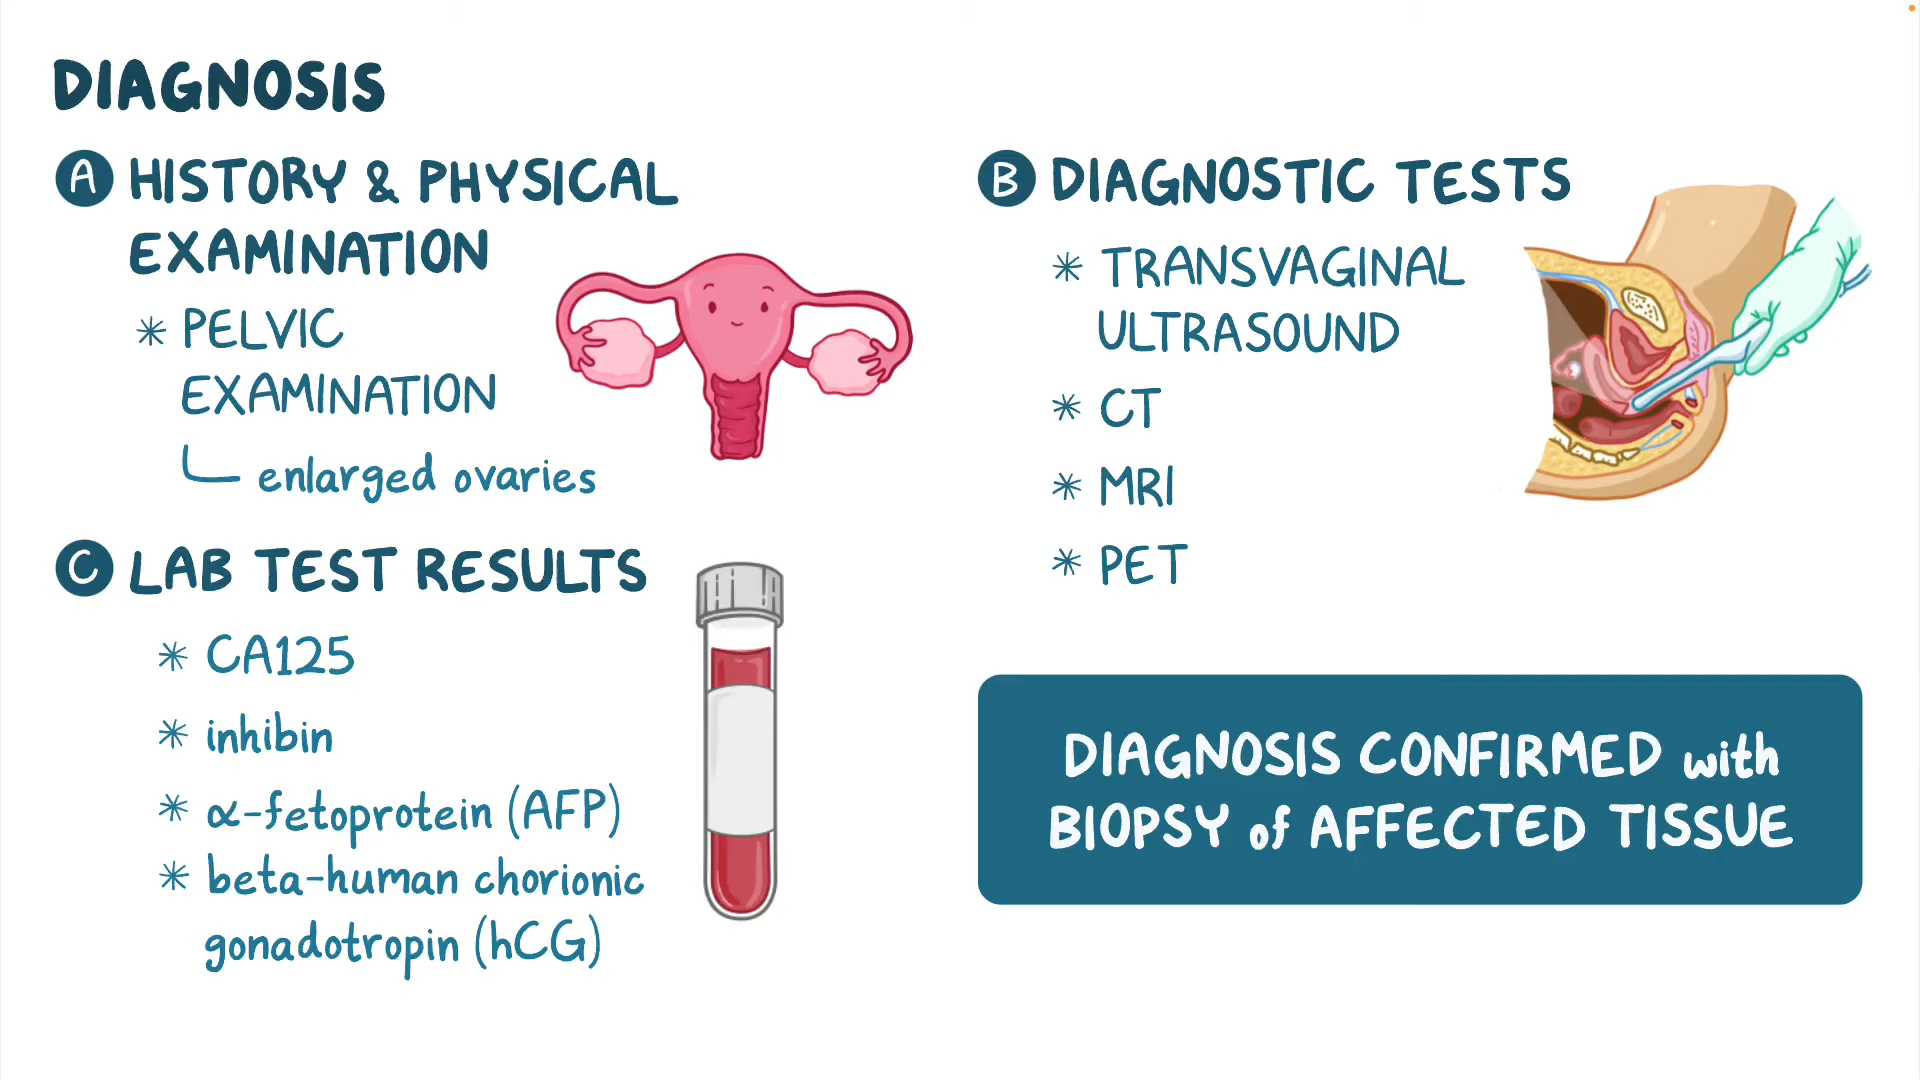 DIAGNOSIS
A HISTORY & PHYSICAL
EXAMINATION
* PELVIC
EXAMINATION
enlarged ovaries
B DIAGNOSTIC TESTS
* TRANSVAGINAL
ULTRASOUND
* CT
* MRI
* PET
C LAB TEST RESULTS
* CA125
* inhibin
* α-fetoprotein (AFP)
* beta-human chorionic
gonadotropin (hCG)
DIAGNOSIS CONFIRMED with
BIOPSY of AFFECTED TISSUE